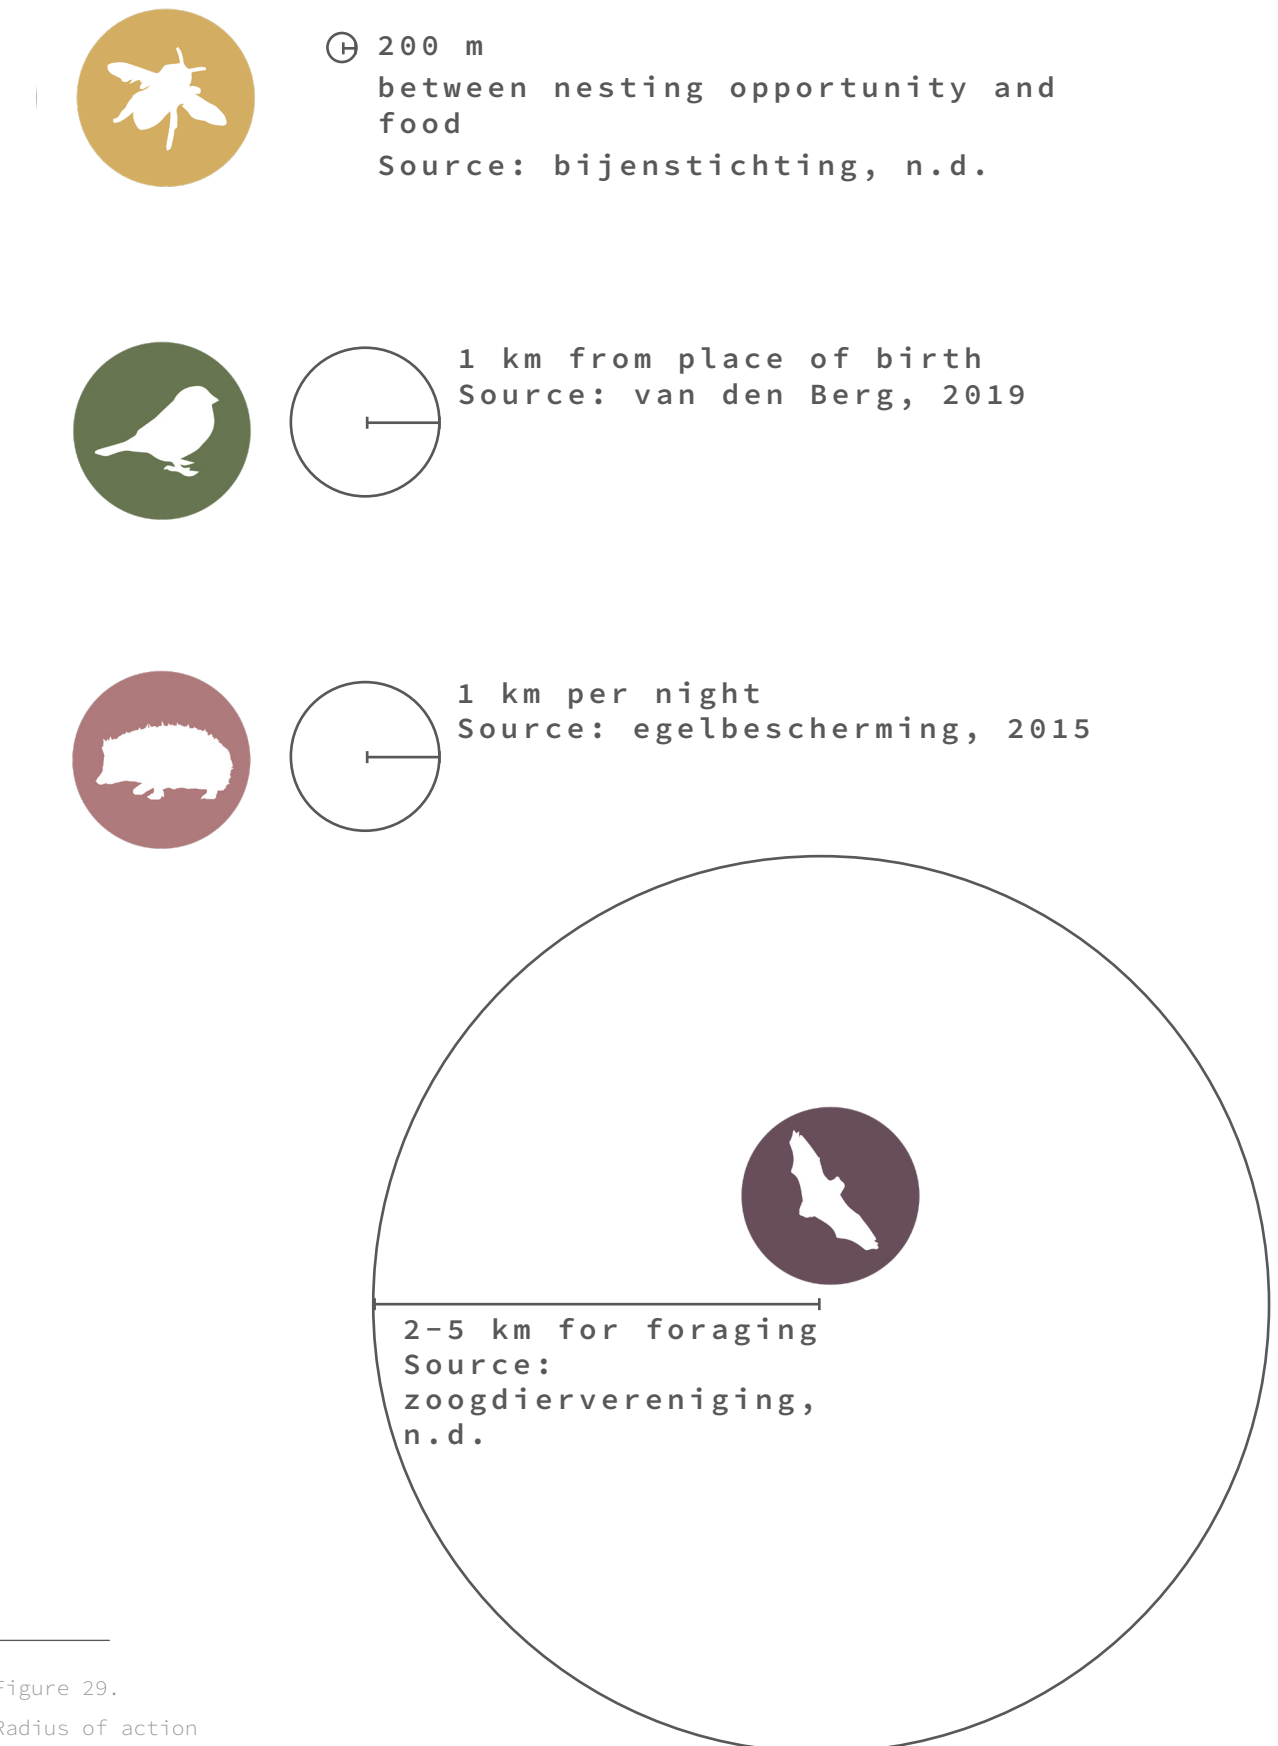 200 m
between nesting opportunity and
food
Source: bijenstichting, n.d.
1 km from place of birth
Source: van den Berg, 2019
1 km per night
Source: egelbescherming, 2015
2-5 km for foraging
Source:
zoogdiervereniging,
n.d.
Figure 29.
Radius of action